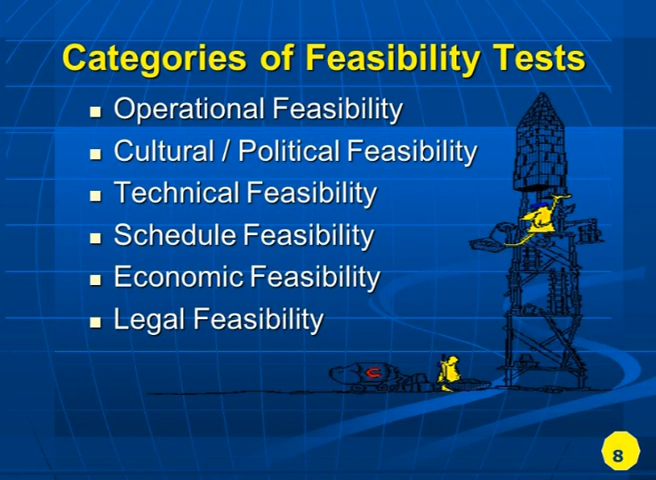 Categories of Feasibility Tests
Operational Feasibility
Cultural / Political Feasibility
Technical Feasibility
Schedule Feasibility
Economic Feasibility
Legal Feasibility
8